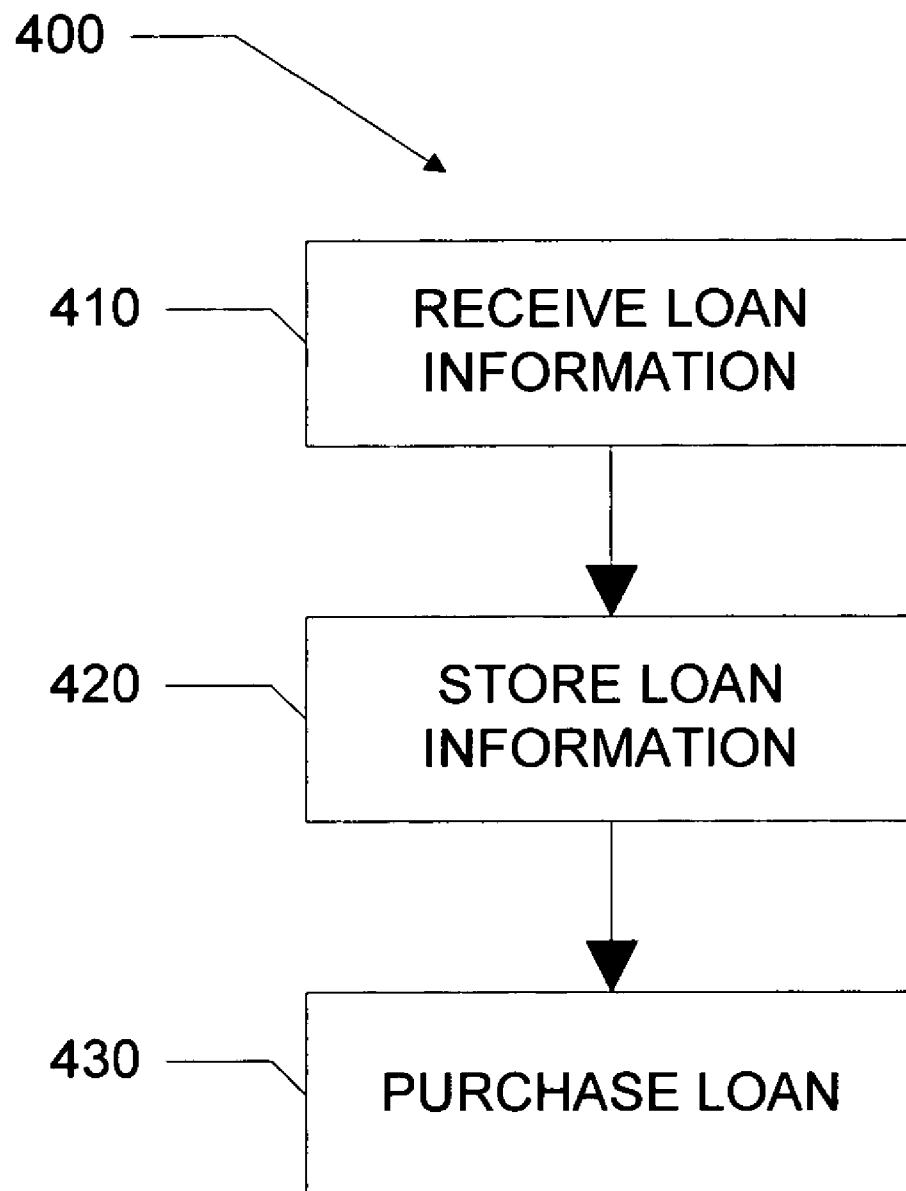 400
410
RECEIVE LOAN
INFORMATION
420
STORE LOAN
INFORMATION
430
PURCHASE LOAN